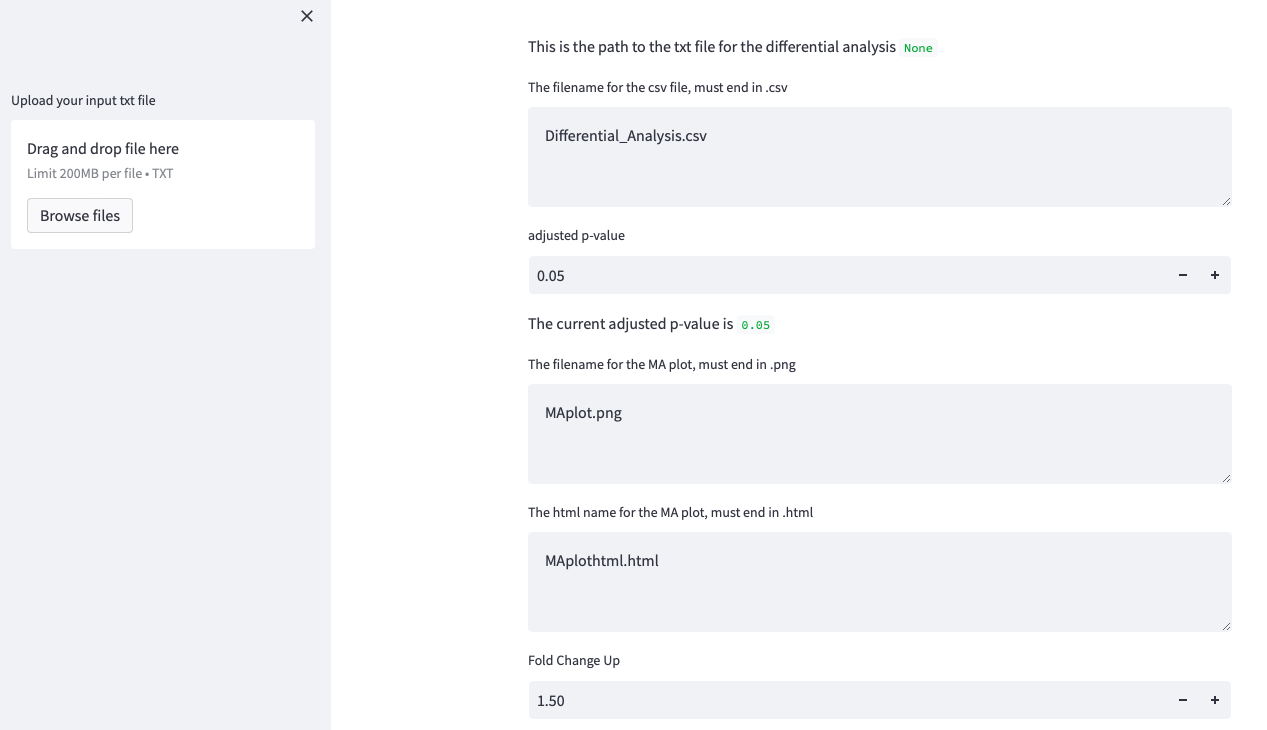 Upload your input txt file
Drag and drop file here
Limit 200MB per file • TXT
Browse files
This is the path to the txt file for the differential analysis None
The filename for the csv file, must end in .csv
Differential_Analysis.csv
adjusted p-value
0.05
The current adjusted p-value is 0.05
The filename for the MA plot, must end in .png
MAplot.png
The html name for the MA plot, must end in .html
MAplothtml.html
Fold Change Up
1.50